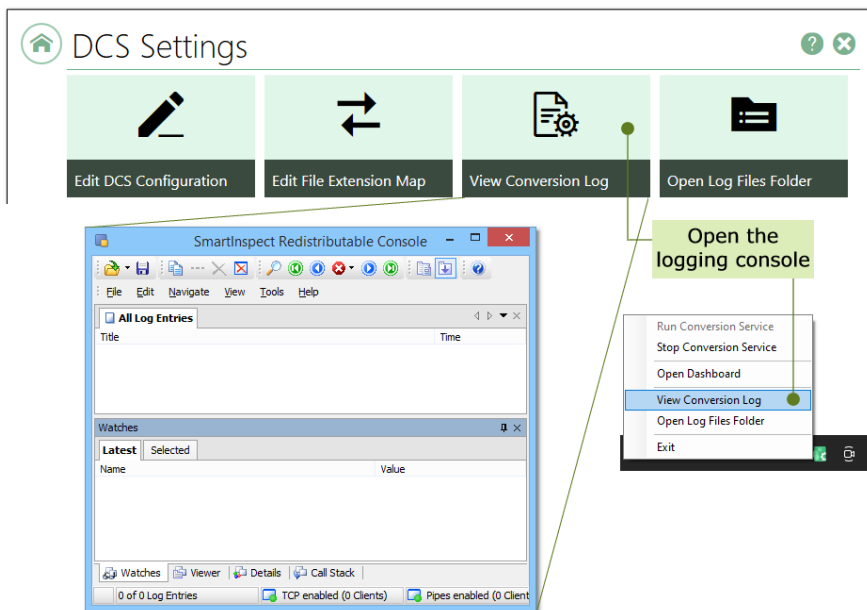 DCS Settings
Edit DCS Configuration
Edit File Extension Map
View Conversion Log
Open Log Files Folder
Open the
logging console
SmartInspect Redistributable Console
File Edit Navigate View Tools Help
All Log Entries
Title Time
Watches
Latest Selected
Name Value
Watches Viewer Details Call Stack
0 of 0 Log Entries TCP enabled (0 Clients) Pipes enabled (0 Client
Run Conversion Service
Stop Conversion Service
Open Dashboard
View Conversion Log
Open Log Files Folder
Exit